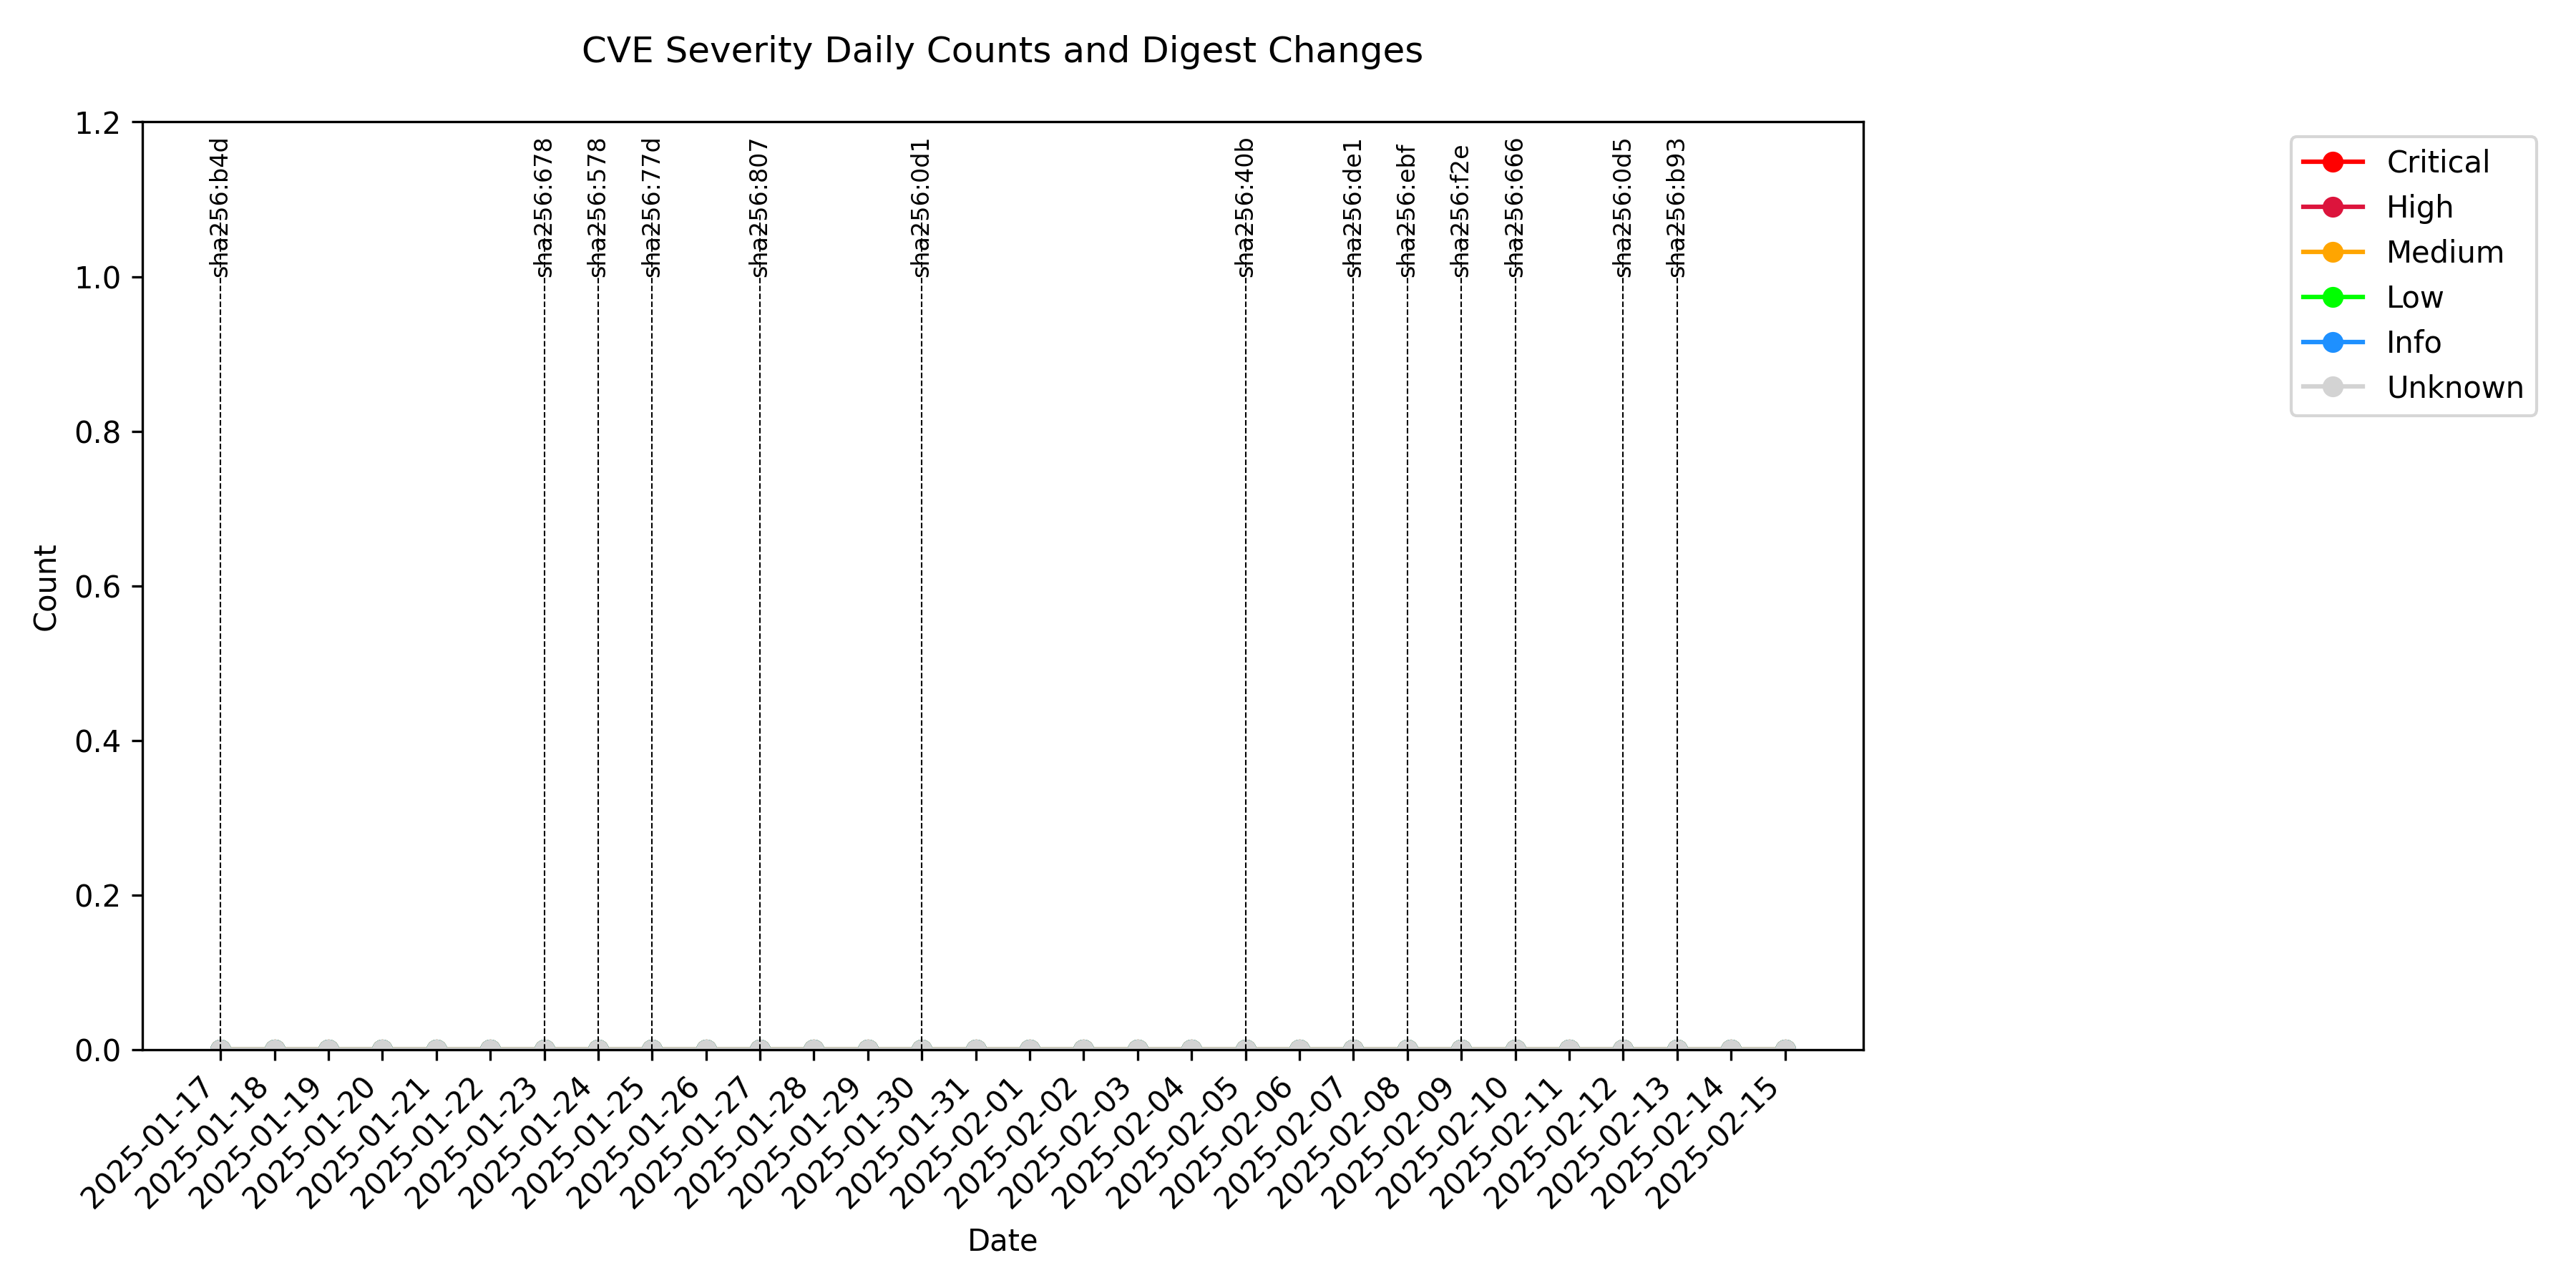 CVE Severity Daily Counts and Digest Changes
1.2
1.0
0.8
0.6
0.4
0.2
0.0
Count
sha256:b4d
sha256:678
sha256:578
sha256:77d
sha256:807
sha256:0d1
sha256:40b
sha256:de1
sha256:ebf
sha256:f2e
sha256:666
sha256:0d5
sha256:b93
Critical
High
Medium
Low
Info
Unknown
2025-01-17
2025-01-18
2025-01-19
2025-01-20
2025-01-21
2025-01-22
2025-01-23
2025-01-24
2025-01-25
2025-01-26
2025-01-27
2025-01-28
2025-01-29
2025-01-30
2025-01-31
2025-02-01
2025-02-02
2025-02-03
2025-02-04
2025-02-05
2025-02-06
2025-02-07
2025-02-08
2025-02-09
2025-02-10
2025-02-11
2025-02-12
2025-02-13
2025-02-14
2025-02-15
Date